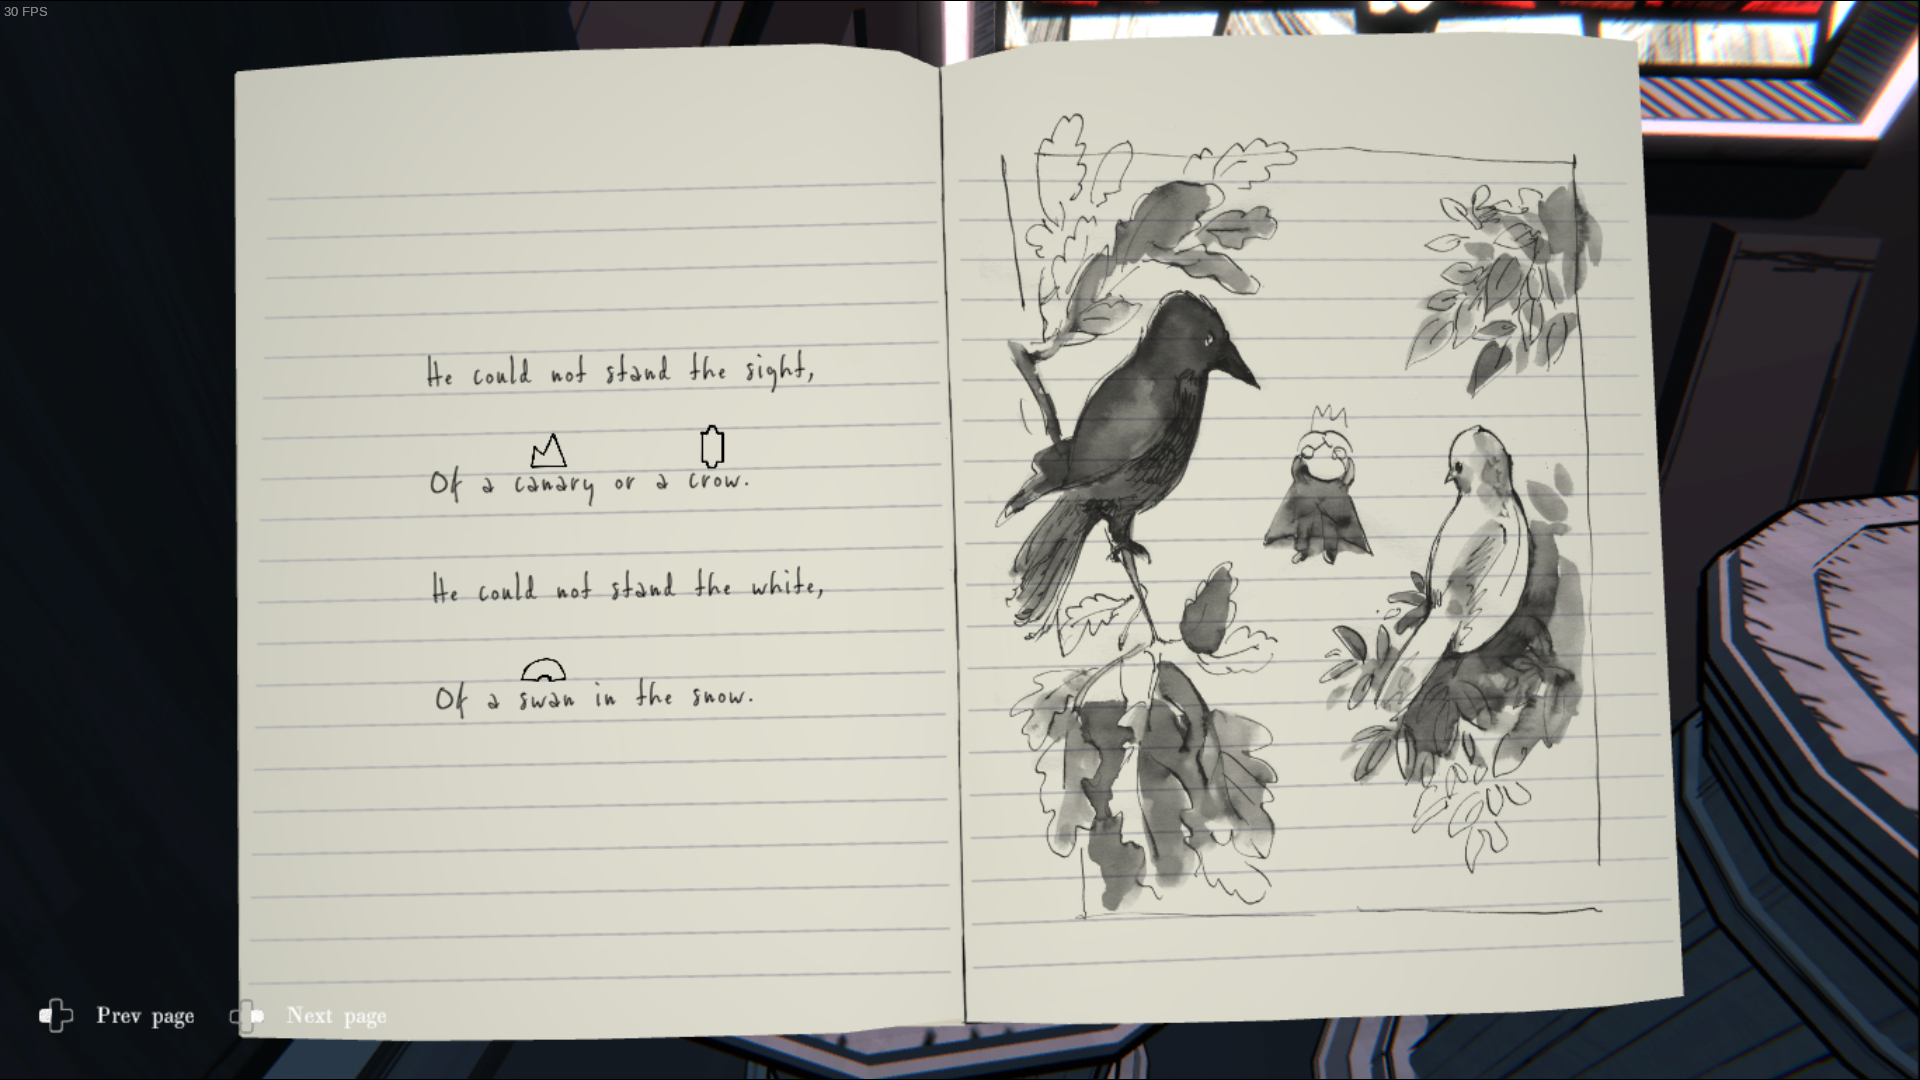 30 FPS
He could not stand the sight,
Of a canary or a crow.
He could not stand the white,
Of a swan in the snow.
Prev page
Next page